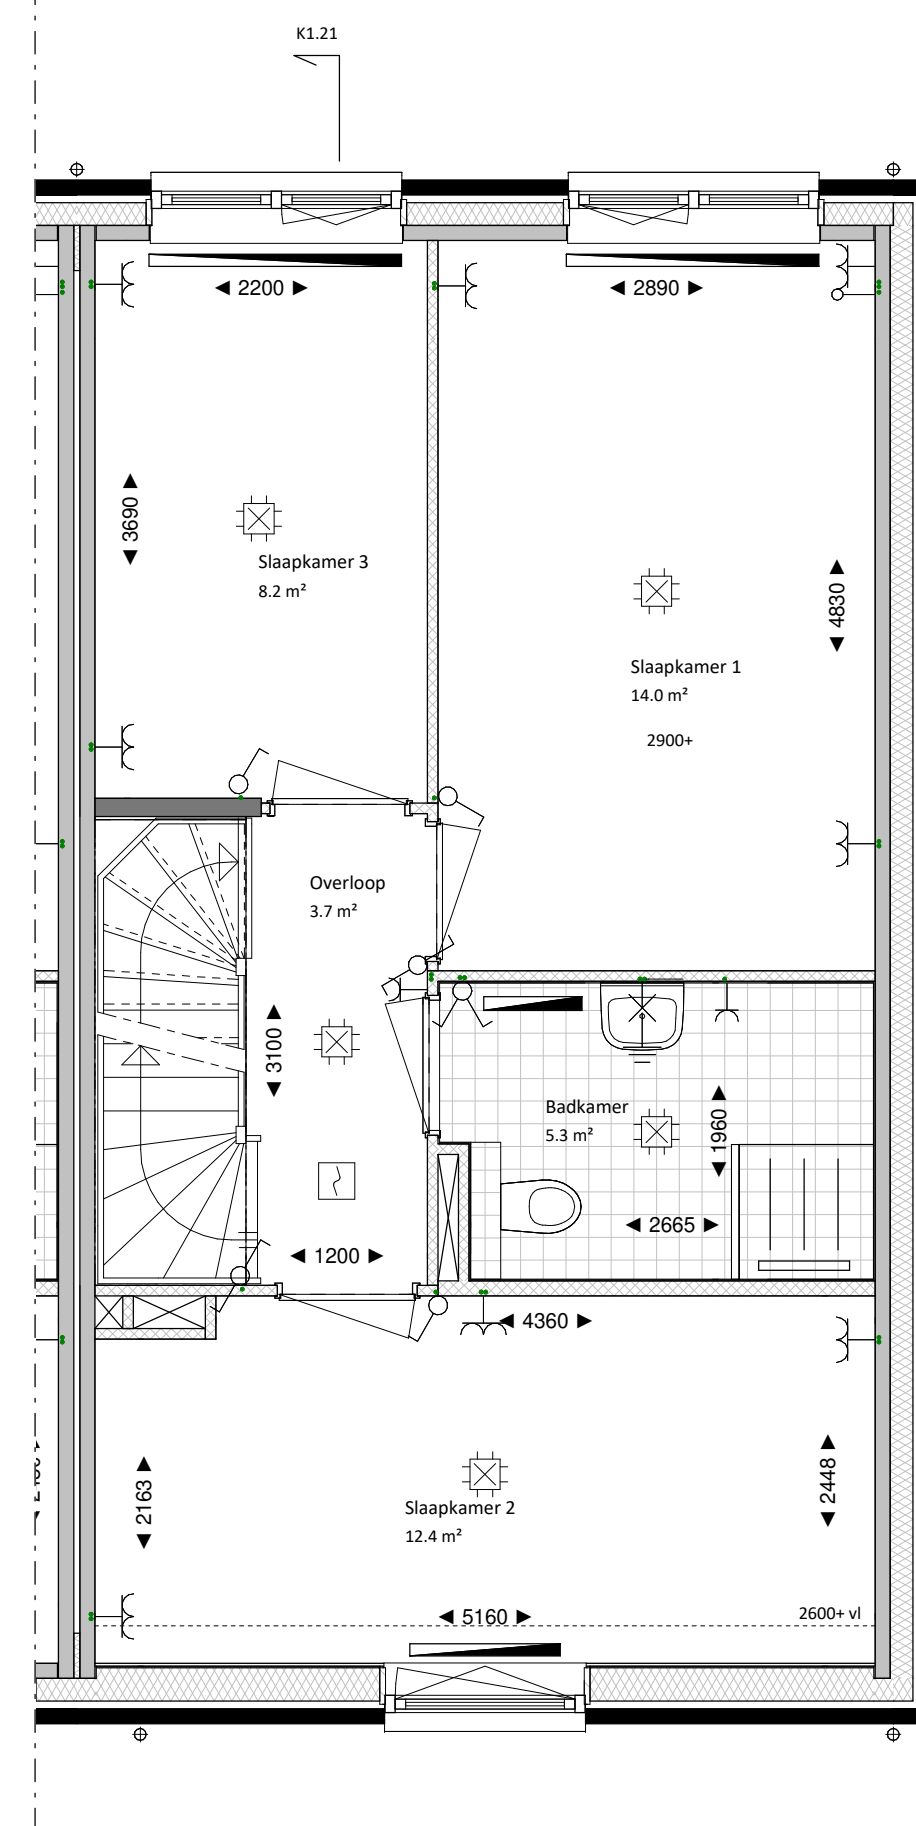 K1.21
◄ 2200 ►
◄ 2890 ►
◄ 3690 ►
Slaapkamer 3
8.2 m²
◄ 4830 ►
Slaapkamer 1
14.0 m²
2900+
Overloop
3.7 m²
◄ 3100 ►
Badkamer
5.3 m²
◄ 1960 ►
◄ 2665 ►
◄ 1200 ►
◄ 4360 ►
◄ 2163 ►
◄ 2448 ►
Slaapkamer 2
12.4 m²
◄ 5160 ►
2600+ vl